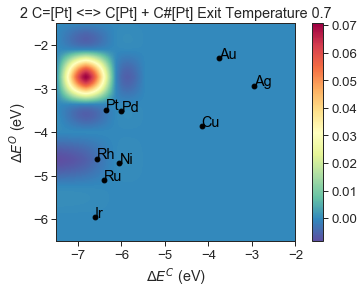 2 C=[Pt] <=> C[Pt] + C#[Pt] Exit Temperature 0.7
ΔE^O (eV)
−2
−3
−4
−5
−6
Au
Ag
Cu
Pt
Pd
Rh
Ni
Ru
Ir
−7
−6
−5
−4
−3
−2
ΔE^C (eV)
0.07
0.06
0.05
0.04
0.03
0.02
0.01
0.00